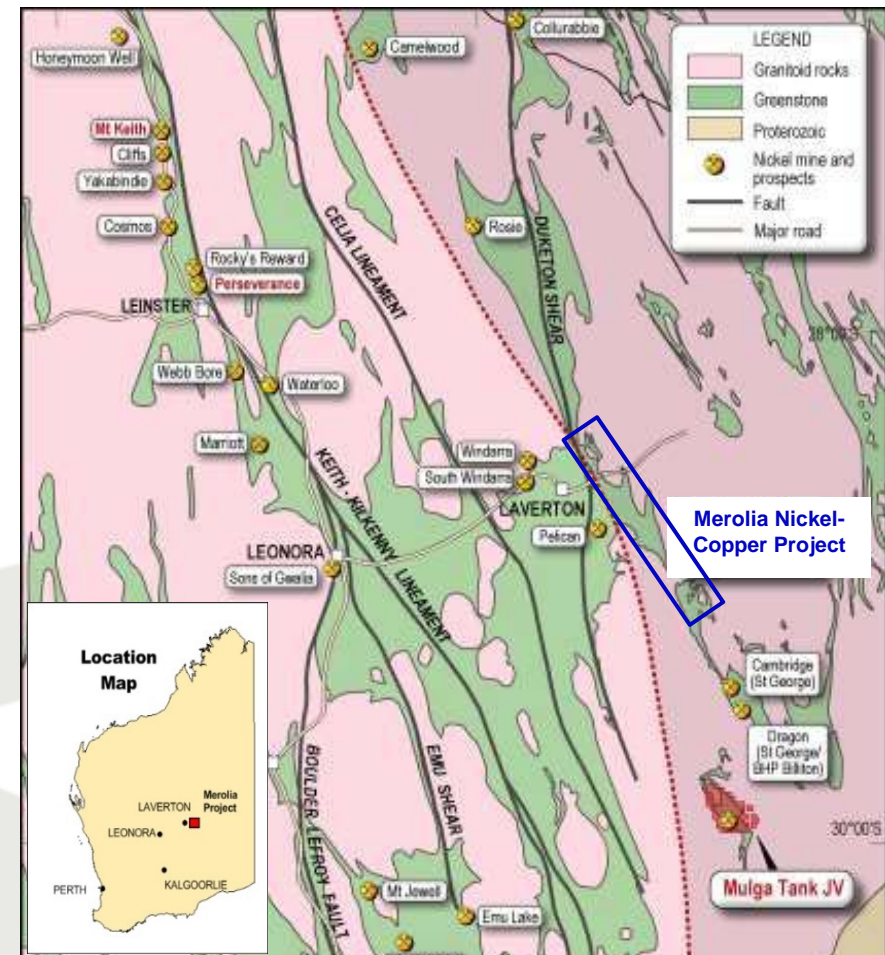 Collurabbie
Camelwood
Honeymoon Well
LEGEND
Granitoid rocks
Greenstone
Proterozoic
Nickel mine and
prospects
Fault
Major road
Mt Keith
Cliffs
Yakabindie
Cosmos
Rosie
CELIA LINEAMENT
DUKETON SHEAR
Rocky's Reward
Perseverance
LEINSTER
28°00'S
Webb Bore
Waterloo
Marriott
Windarra
South Windarra
KEITH - KILKENNY LINEAMENT
LAVERTON
Pelican
Merolia Nickel-
Copper Project
LEONORA
Sons of Gwalia
Location
Map
Merolia
Project
LAVERTON
LEONORA
KALGOORLIE
PERTH
Cambridge
(St George)
Dragon
(St George/
BHP Billiton)
BOULDER LEFROY FAULT
EMU SHEAR
30°00'S
Mulga Tank JV
Mt Jewell
Emu Lake